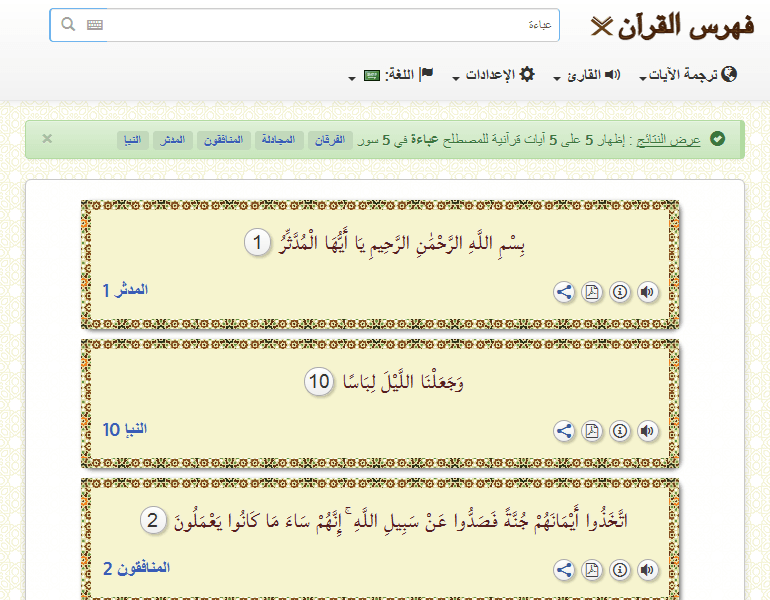 فهرس القرآن
عباءة
ترجمة الآيات
القارئ
الإعدادات
اللغة:
عرض النتائج : إظهار 5 على 5 آيات قرآنية للمصطلح عباءة في 5 سور الفرقان المجادلة المنافقون المدثر النبإ ×
بِسْمِ اللَّهِ الرَّحْمَٰنِ الرَّحِيمِ يَا أَيُّهَا الْمُدَّثِّرُ 1
المدثر 1
وَجَعَلْنَا اللَّيْلَ لِبَاسًا 10
النبإ 10
اتَّخَذُوا أَيْمَانَهُمْ جُنَّةً فَصَدُّوا عَنْ سَبِيلِ اللَّهِ ۚ إِنَّهُمْ سَاءَ مَا كَانُوا يَعْمَلُونَ 2
المنافقون 2